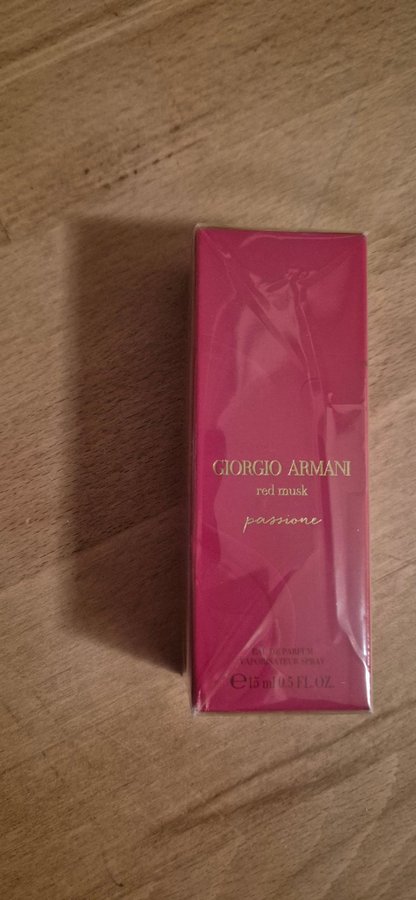 GIORGIO ARMANI
red musk
passione
EAU DE PARFUM
VAPORISATEUR SPRAY
℮15 ml 0.5 FL. OZ.